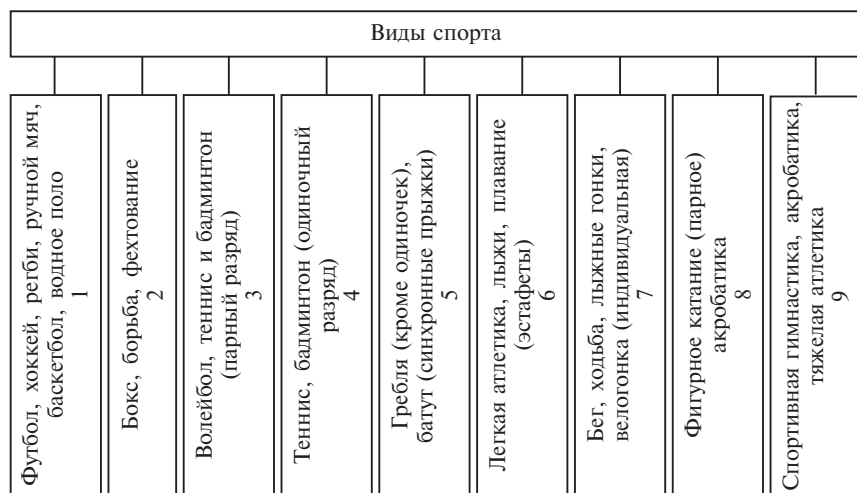 Виды спорта
Футбол, хоккей, регби, ручной мяч,
баскетбол, водное поло
1
Бокс, борьба, фехтование
2
Волейбол, теннис и бадминтон
(парный разряд)
3
Теннис, бадминтон (одиночный
разряд)
4
Гребля (кроме одиночек),
батут (синхронные прыжки)
5
Легкая атлетика, лыжи, плавание
(эстафеты)
6
Бег, ходьба, лыжные гонки,
велогонка (индивидуальная)
7
Фигурное катание (парное)
акробатика
8
Спортивная гимнастика, акробатика,
тяжелая атлетика
9